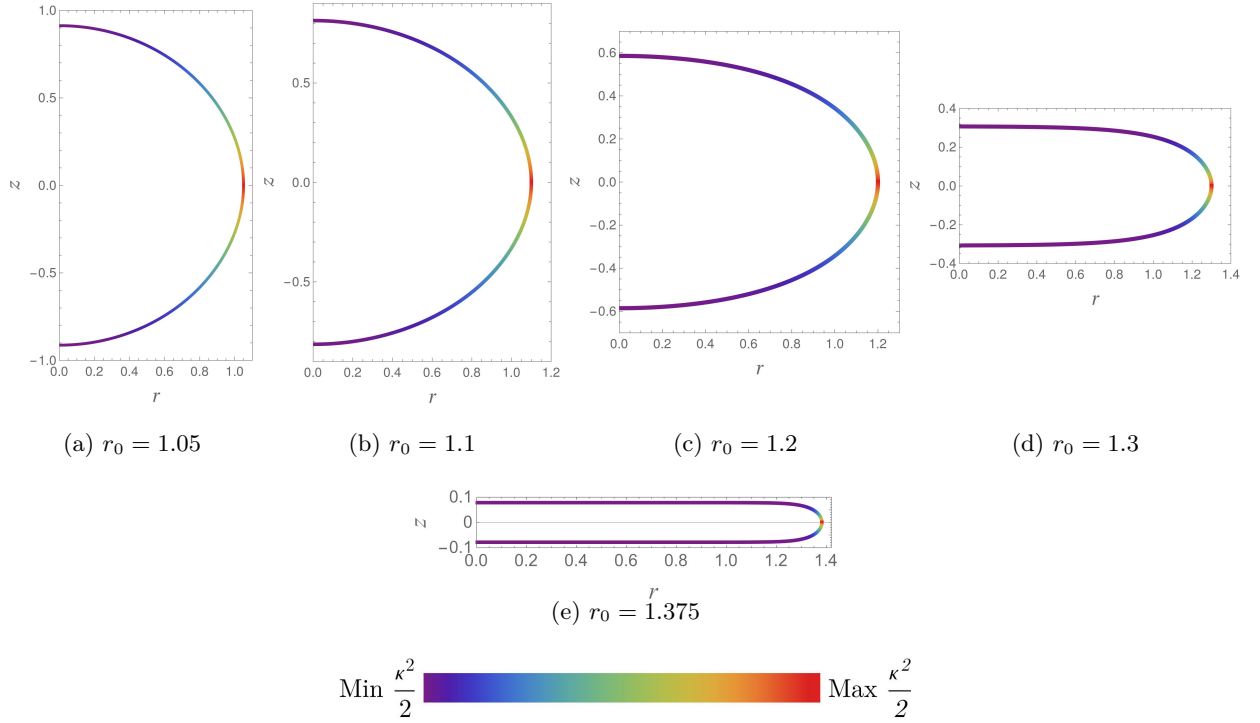 1.0
0.5
0.0
−0.5
−1.0
z
0.0 0.2 0.4 0.6 0.8 1.0
r
0.5
0.0
−0.5
z
0.0 0.2 0.4 0.6 0.8 1.0 1.2
r
0.6
0.4
0.2
0.0
−0.2
−0.4
−0.6
z
0.0 0.2 0.4 0.6 0.8 1.0 1.2
r
0.4
0.2
0.0
−0.2
−0.4
z
0.0 0.2 0.4 0.6 0.8 1.0 1.2 1.4
r
(a) r₀ = 1.05
(b) r₀ = 1.1
(c) r₀ = 1.2
(d) r₀ = 1.3
0.1
0
−0.1
z
0.0 0.2 0.4 0.6 0.8 1.0 1.2 1.4
r
(e) r₀ = 1.375
Min κ²/2 Max κ²/2